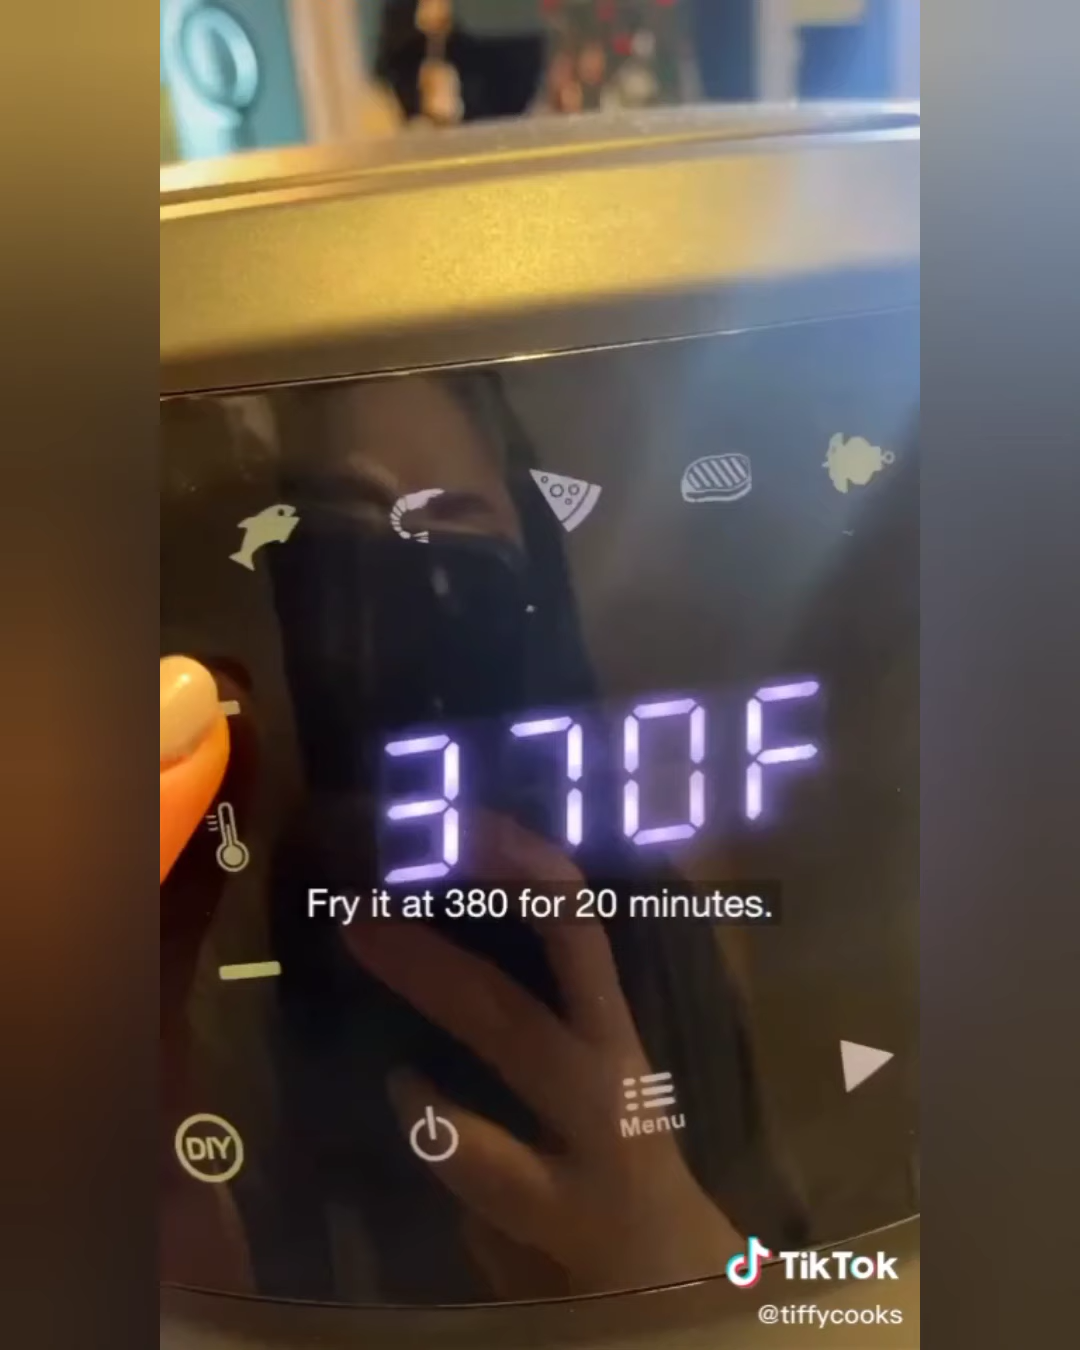 370F
Fry it at 380 for 20 minutes.
Menu
DIY
TikTok
@tiffycooks